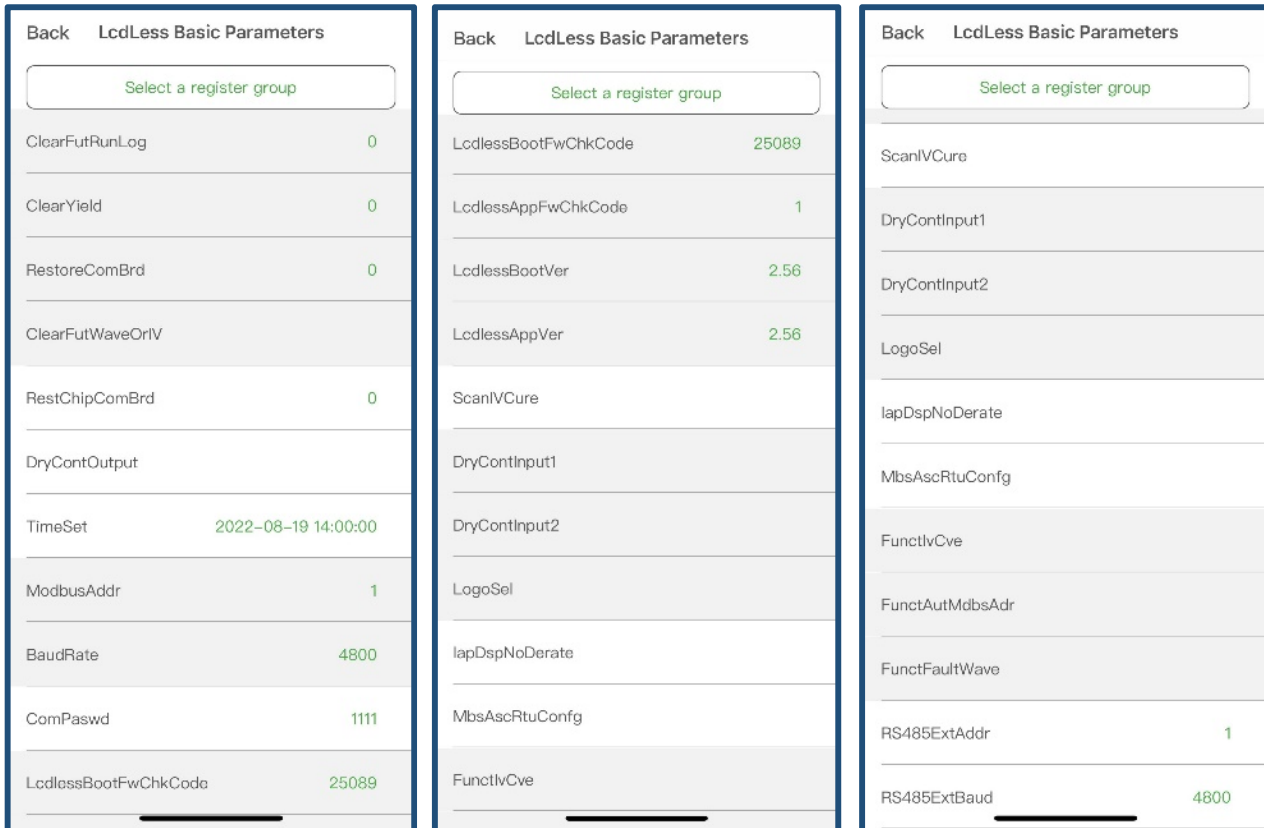 Back LcdLess Basic Parameters
Select a register group
ClearFutRunLog 0
ClearYield 0
RestoreComBrd 0
ClearFutWaveOrIV
RestChipComBrd 0
DryContOutput
TimeSet 2022-08-19 14:00:00
ModbusAddr 1
BaudRate 4800
ComPaswd 1111
LcdlessBootFwChkCode 25089
Back LcdLess Basic Parameters
Select a register group
LcdlessBootFwChkCode 25089
LcdlessAppFwChkCode 1
LcdlessBootVer 2.56
LcdlessAppVer 2.56
ScanIVCure
DryContInput1
DryContInput2
LogoSel
IapDspNoDerate
MbsAscRtuConfg
FunctIvCve
Back LcdLess Basic Parameters
Select a register group
ScanIVCure
DryContInput1
DryContInput2
LogoSel
IapDspNoDerate
MbsAscRtuConfg
FunctIvCve
FunctAutMdbsAdr
FunctFaultWave
RS485ExtAddr 1
RS485ExtBaud 4800